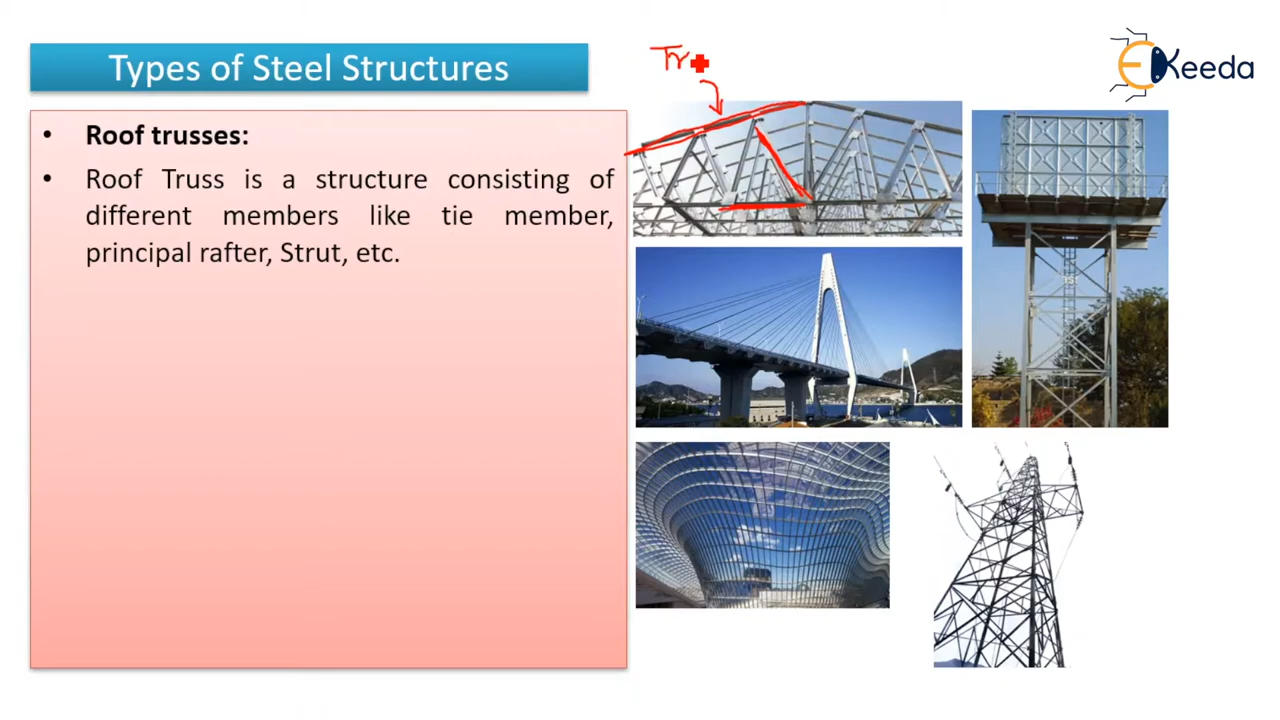 Types of Steel Structures
Tr
EKeeda
• Roof trusses:
• Roof Truss is a structure consisting of
different members like tie member,
principal rafter, Strut, etc.